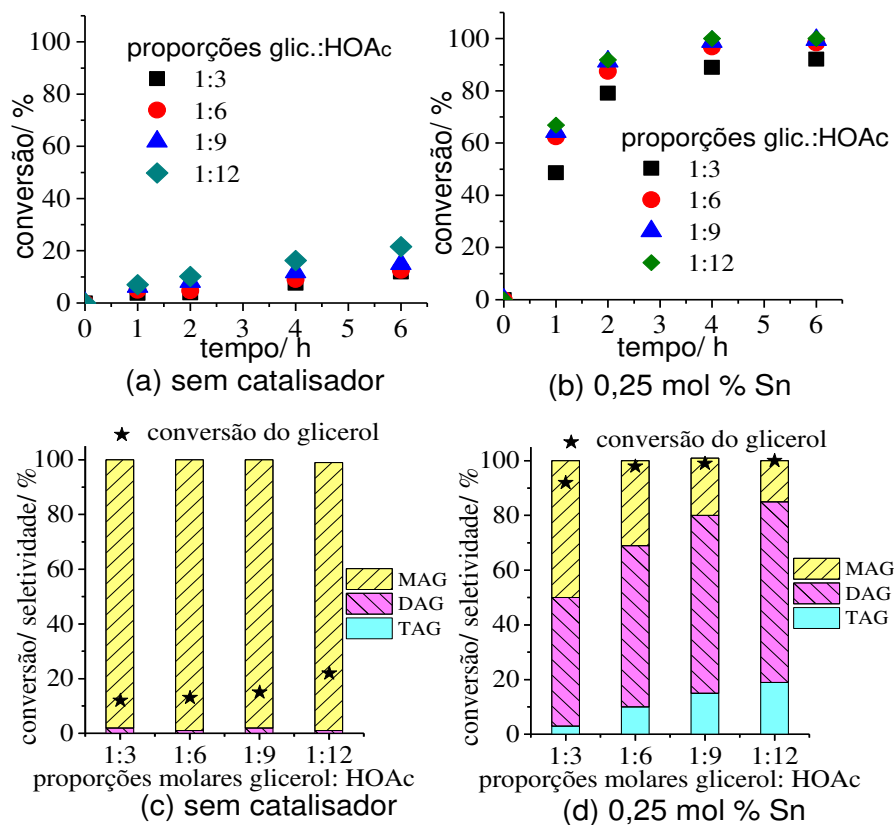 100
80
60
40
20
0
conversão/ %
proporções glic.:HOAc
1:3
1:6
1:9
1:12
0 1 2 3 4 5 6
tempo/ h
(a) sem catalisador
100
80
60
40
20
0
conversão/ %
proporções glic.:HOAc
1:3
1:6
1:9
1:12
0 1 2 3 4 5 6
tempo/ h
(b) 0,25 mol % Sn
conversão do glicerol
100
80
60
40
20
0
conversão/ seletividade/ %
MAG
DAG
TAG
1:3 1:6 1:9 1:12
proporções molares glicerol: HOAc
(c) sem catalisador
conversão do glicerol
100
80
60
40
20
0
conversão/ seletividade/ %
MAG
DAG
TAG
1:3 1:6 1:9 1:12
proporções molares glicerol: HOAc
(d) 0,25 mol % Sn